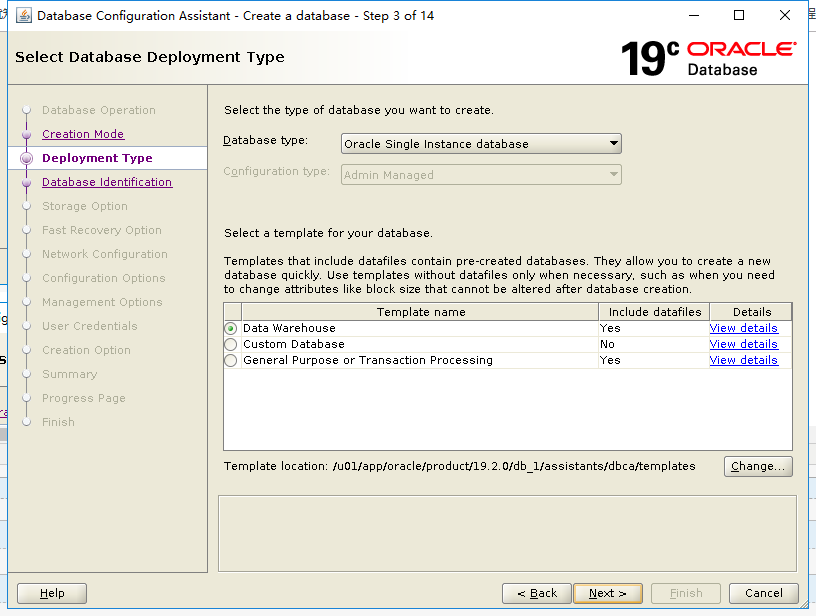 Database Configuration Assistant - Create a database - Step 3 of 14
Select Database Deployment Type
19c ORACLE
Database
Database Operation
Creation Mode
Deployment Type
Database Identification
Storage Option
Fast Recovery Option
Network Configuration
Configuration Options
Management Options
User Credentials
Creation Option
Summary
Progress Page
Finish
Select the type of database you want to create.
Database type: Oracle Single Instance database
Configuration type: Admin Managed
Select a template for your database.
Templates that include datafiles contain pre-created databases. They allow you to create a new
database quickly. Use templates without datafiles only when necessary, such as when you need
to change attributes like block size that cannot be altered after database creation.
Template name Include datafiles Details
Data Warehouse Yes View details
Custom Database No View details
General Purpose or Transaction Processing Yes View details
Template location: /u01/app/oracle/product/19.2.0/db_1/assistants/dbca/templates Change...
Help < Back Next > Finish Cancel